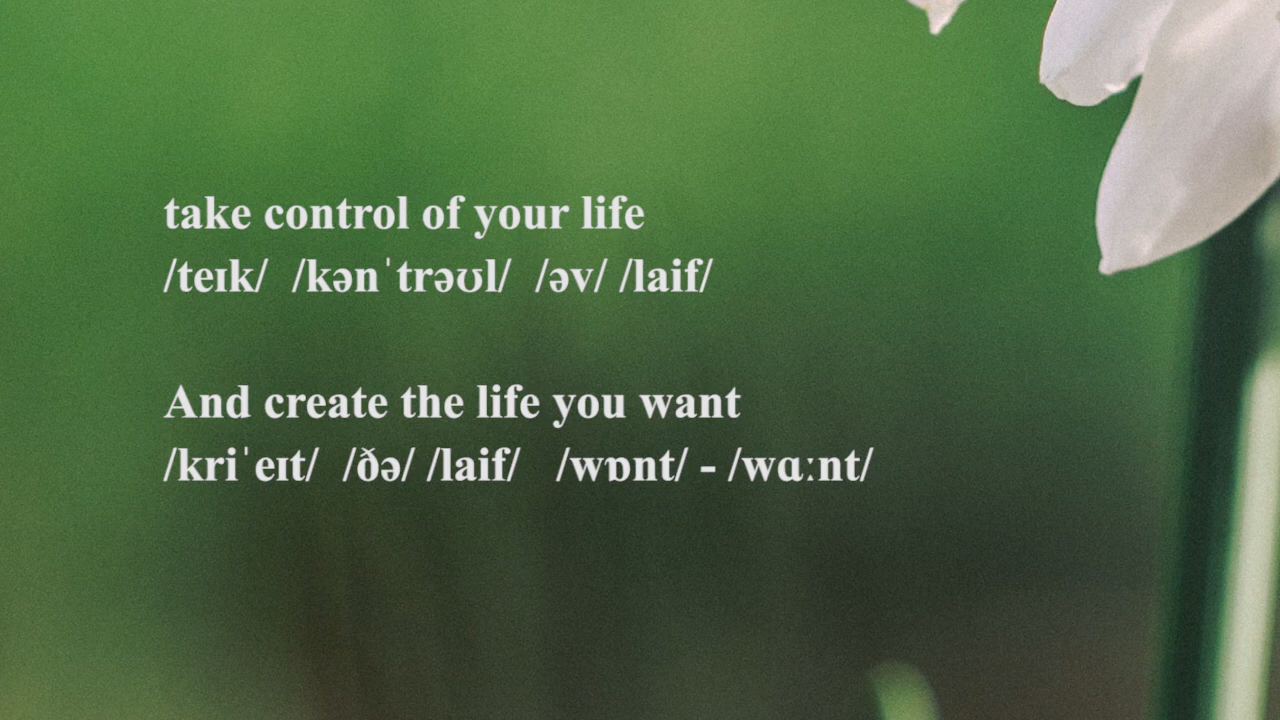 take control of your life
/teɪk/ /kənˈtrəʊl/ /əv/ /laif/
And create the life you want
/kriˈeɪt/ /ðə/ /laif/ /wɒnt/ - /wɑːnt/